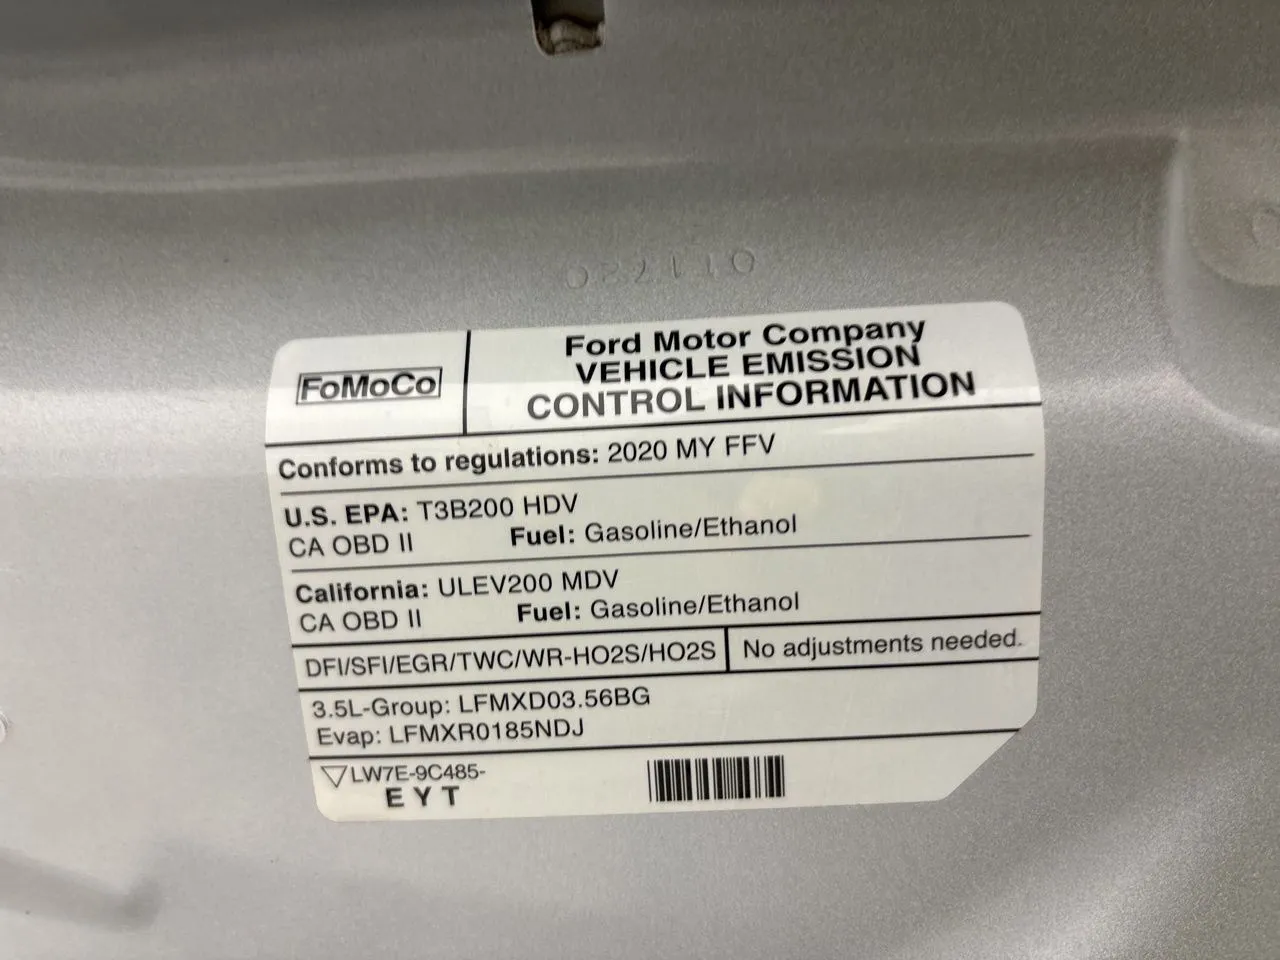 FoMoCo
Ford Motor Company
VEHICLE EMISSION
CONTROL INFORMATION
Conforms to regulations: 2020 MY FFV
U.S. EPA: T3B200 HDV
CA OBD II Fuel: Gasoline/Ethanol
California: ULEV200 MDV
CA OBD II Fuel: Gasoline/Ethanol
DFI/SFI/EGR/TWC/WR-HO2S/HO2S No adjustments needed.
3.5L-Group: LFMXD03.56BG
Evap: LFMXR0185NDJ
LW7E-9C485-
EYT